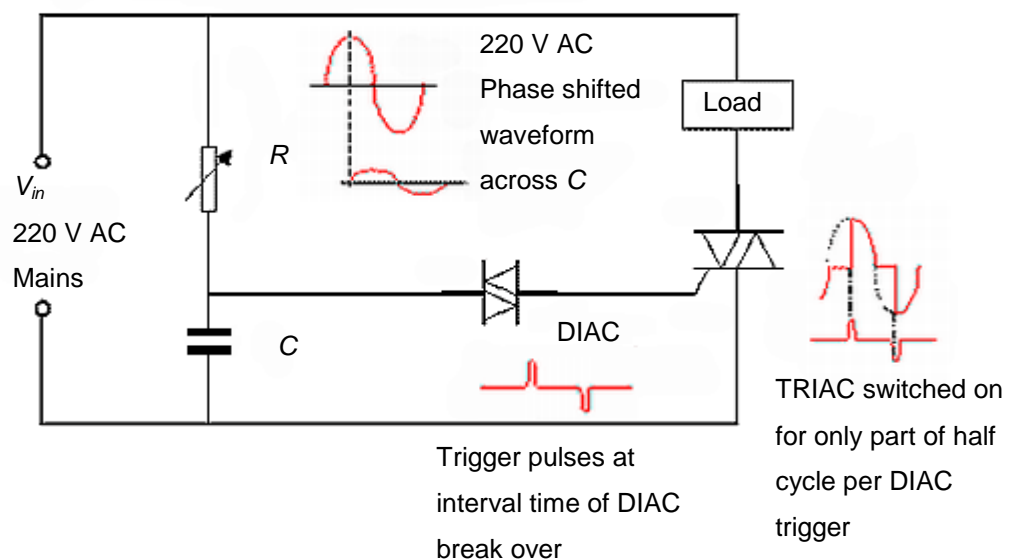 220 V AC
Phase shifted
waveform
across C
Load
R
Vin
220 V AC
Mains
DIAC
C
TRIAC switched on
for only part of half
cycle per DIAC
trigger
Trigger pulses at
interval time of DIAC
break over